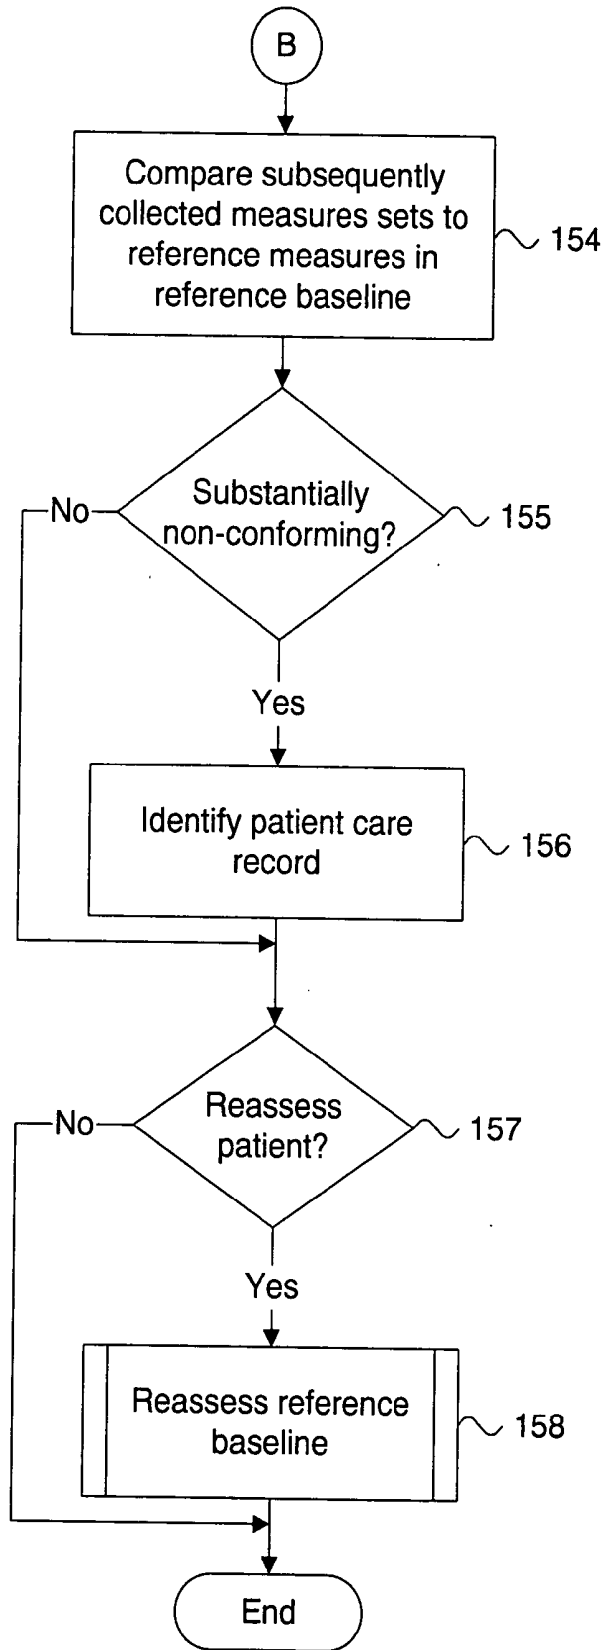 B
Compare subsequently
collected measures sets to
reference measures in
reference baseline
154
Substantially
non-conforming?
155
No
Yes
Identify patient care
record
156
Reassess
patient?
157
No
Yes
Reassess reference
baseline
158
End